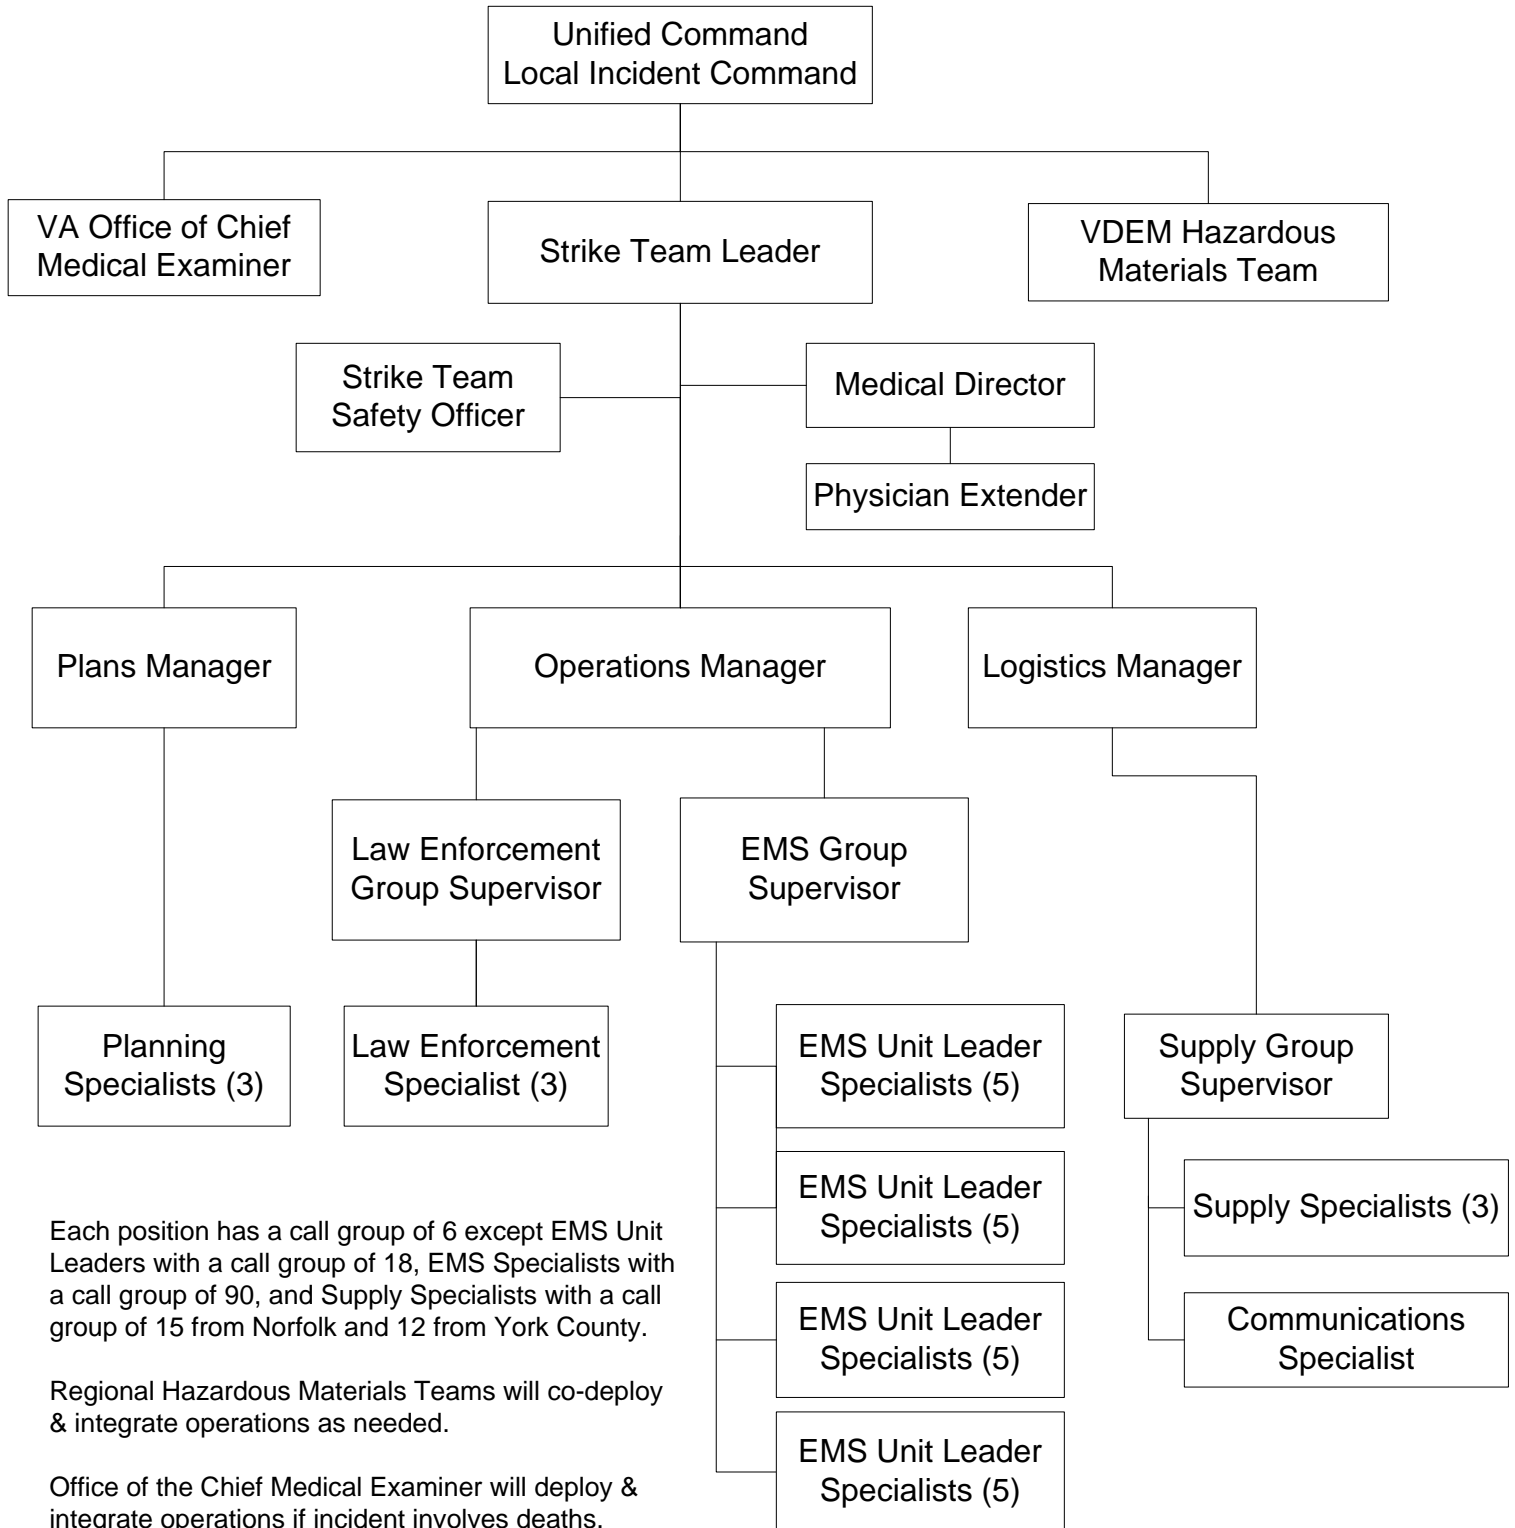 Unified Command
Local Incident Command
VA Office of Chief
Medical Examiner
Strike Team Leader
VDEM Hazardous
Materials Team
Strike Team
Safety Officer
Medical Director
Physician Extender
Plans Manager
Operations Manager
Logistics Manager
Law Enforcement
Group Supervisor
EMS Group
Supervisor
Planning
Specialists (3)
Law Enforcement
Specialist (3)
EMS Unit Leader
Specialists (5)
Supply Group
Supervisor
EMS Unit Leader
Specialists (5)
Supply Specialists (3)
EMS Unit Leader
Specialists (5)
Communications
Specialist
EMS Unit Leader
Specialists (5)
Each position has a call group of 6 except EMS Unit
Leaders with a call group of 18, EMS Specialists with
a call group of 90, and Supply Specialists with a call
group of 15 from Norfolk and 12 from York County.
Regional Hazardous Materials Teams will co-deploy
& integrate operations as needed.
Office of the Chief Medical Examiner will deploy &
integrate operations if incident involves deaths.